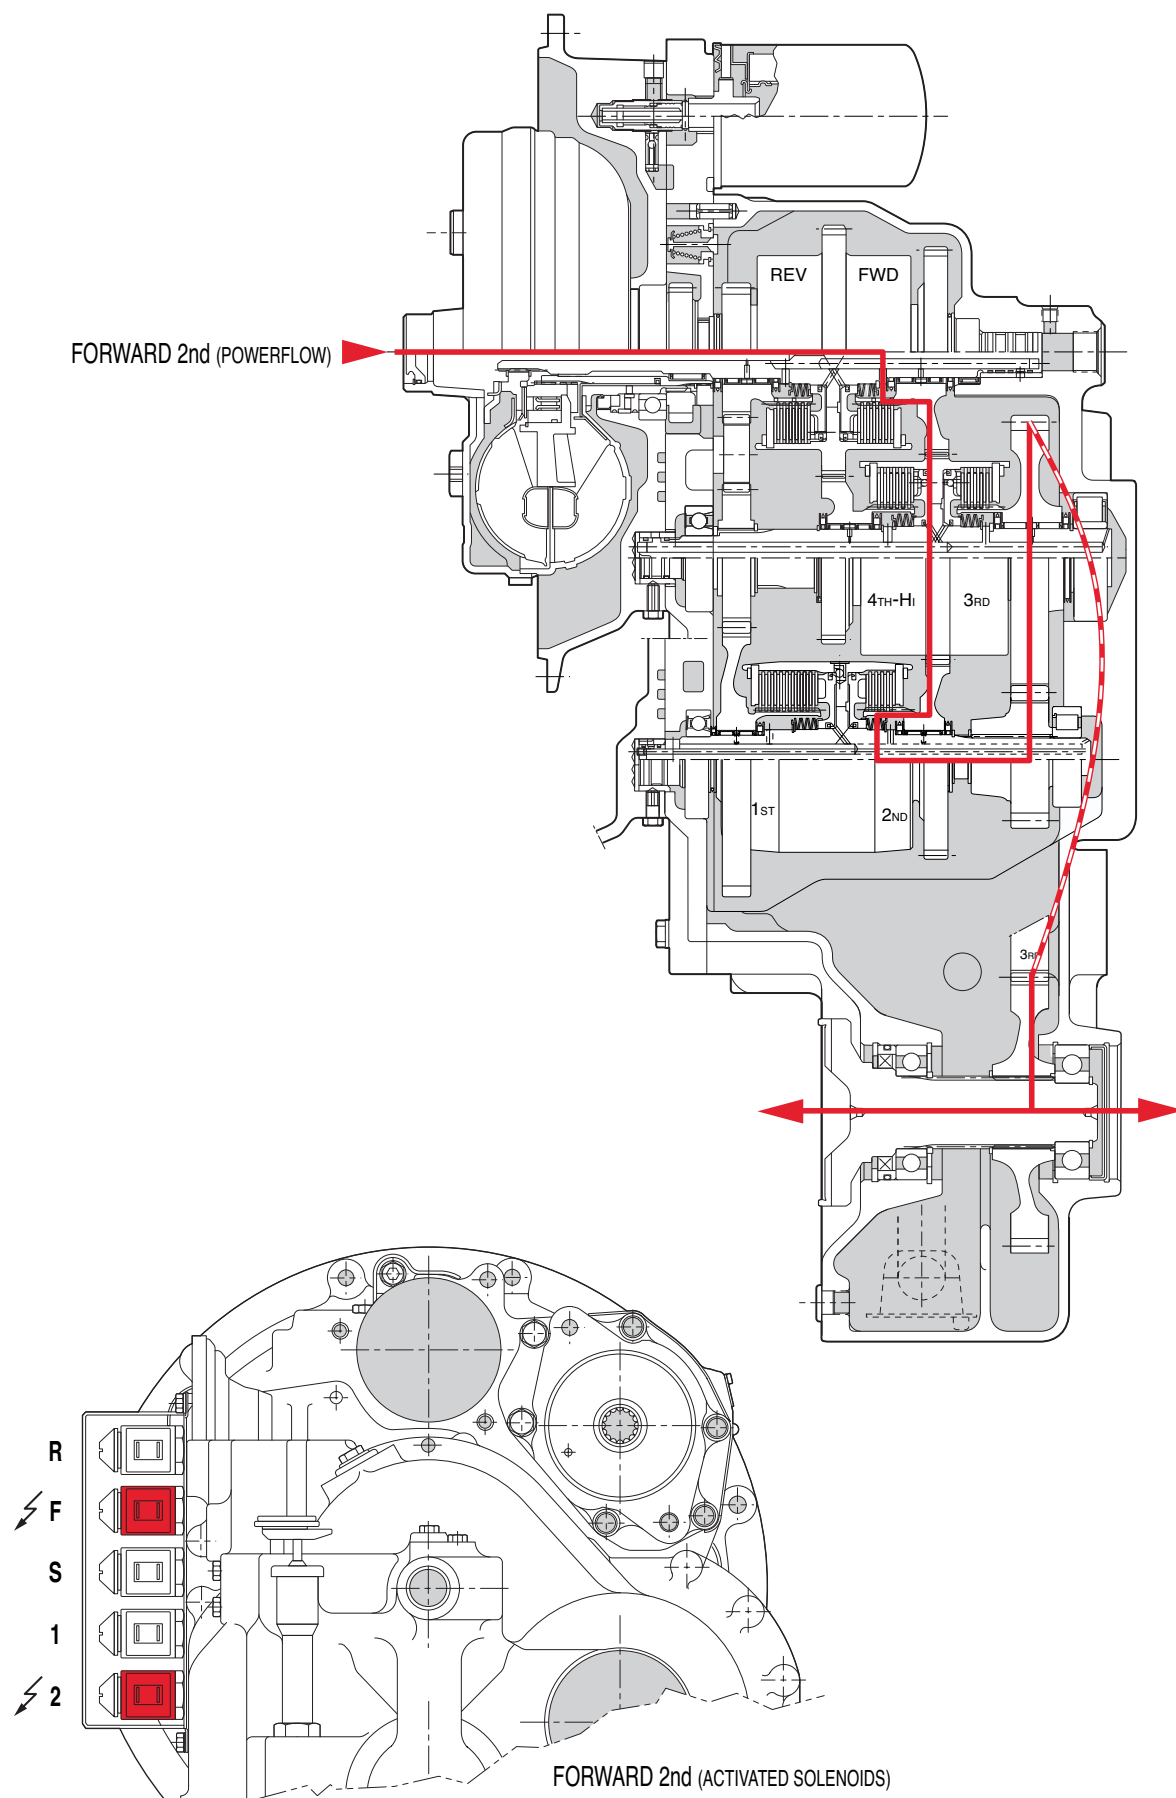 REV FWD
FORWARD 2nd (POWERFLOW)
4TH-HI 3RD
1ST 2ND
3RD
R
F
S
1
2
FORWARD 2nd (ACTIVATED SOLENOIDS)